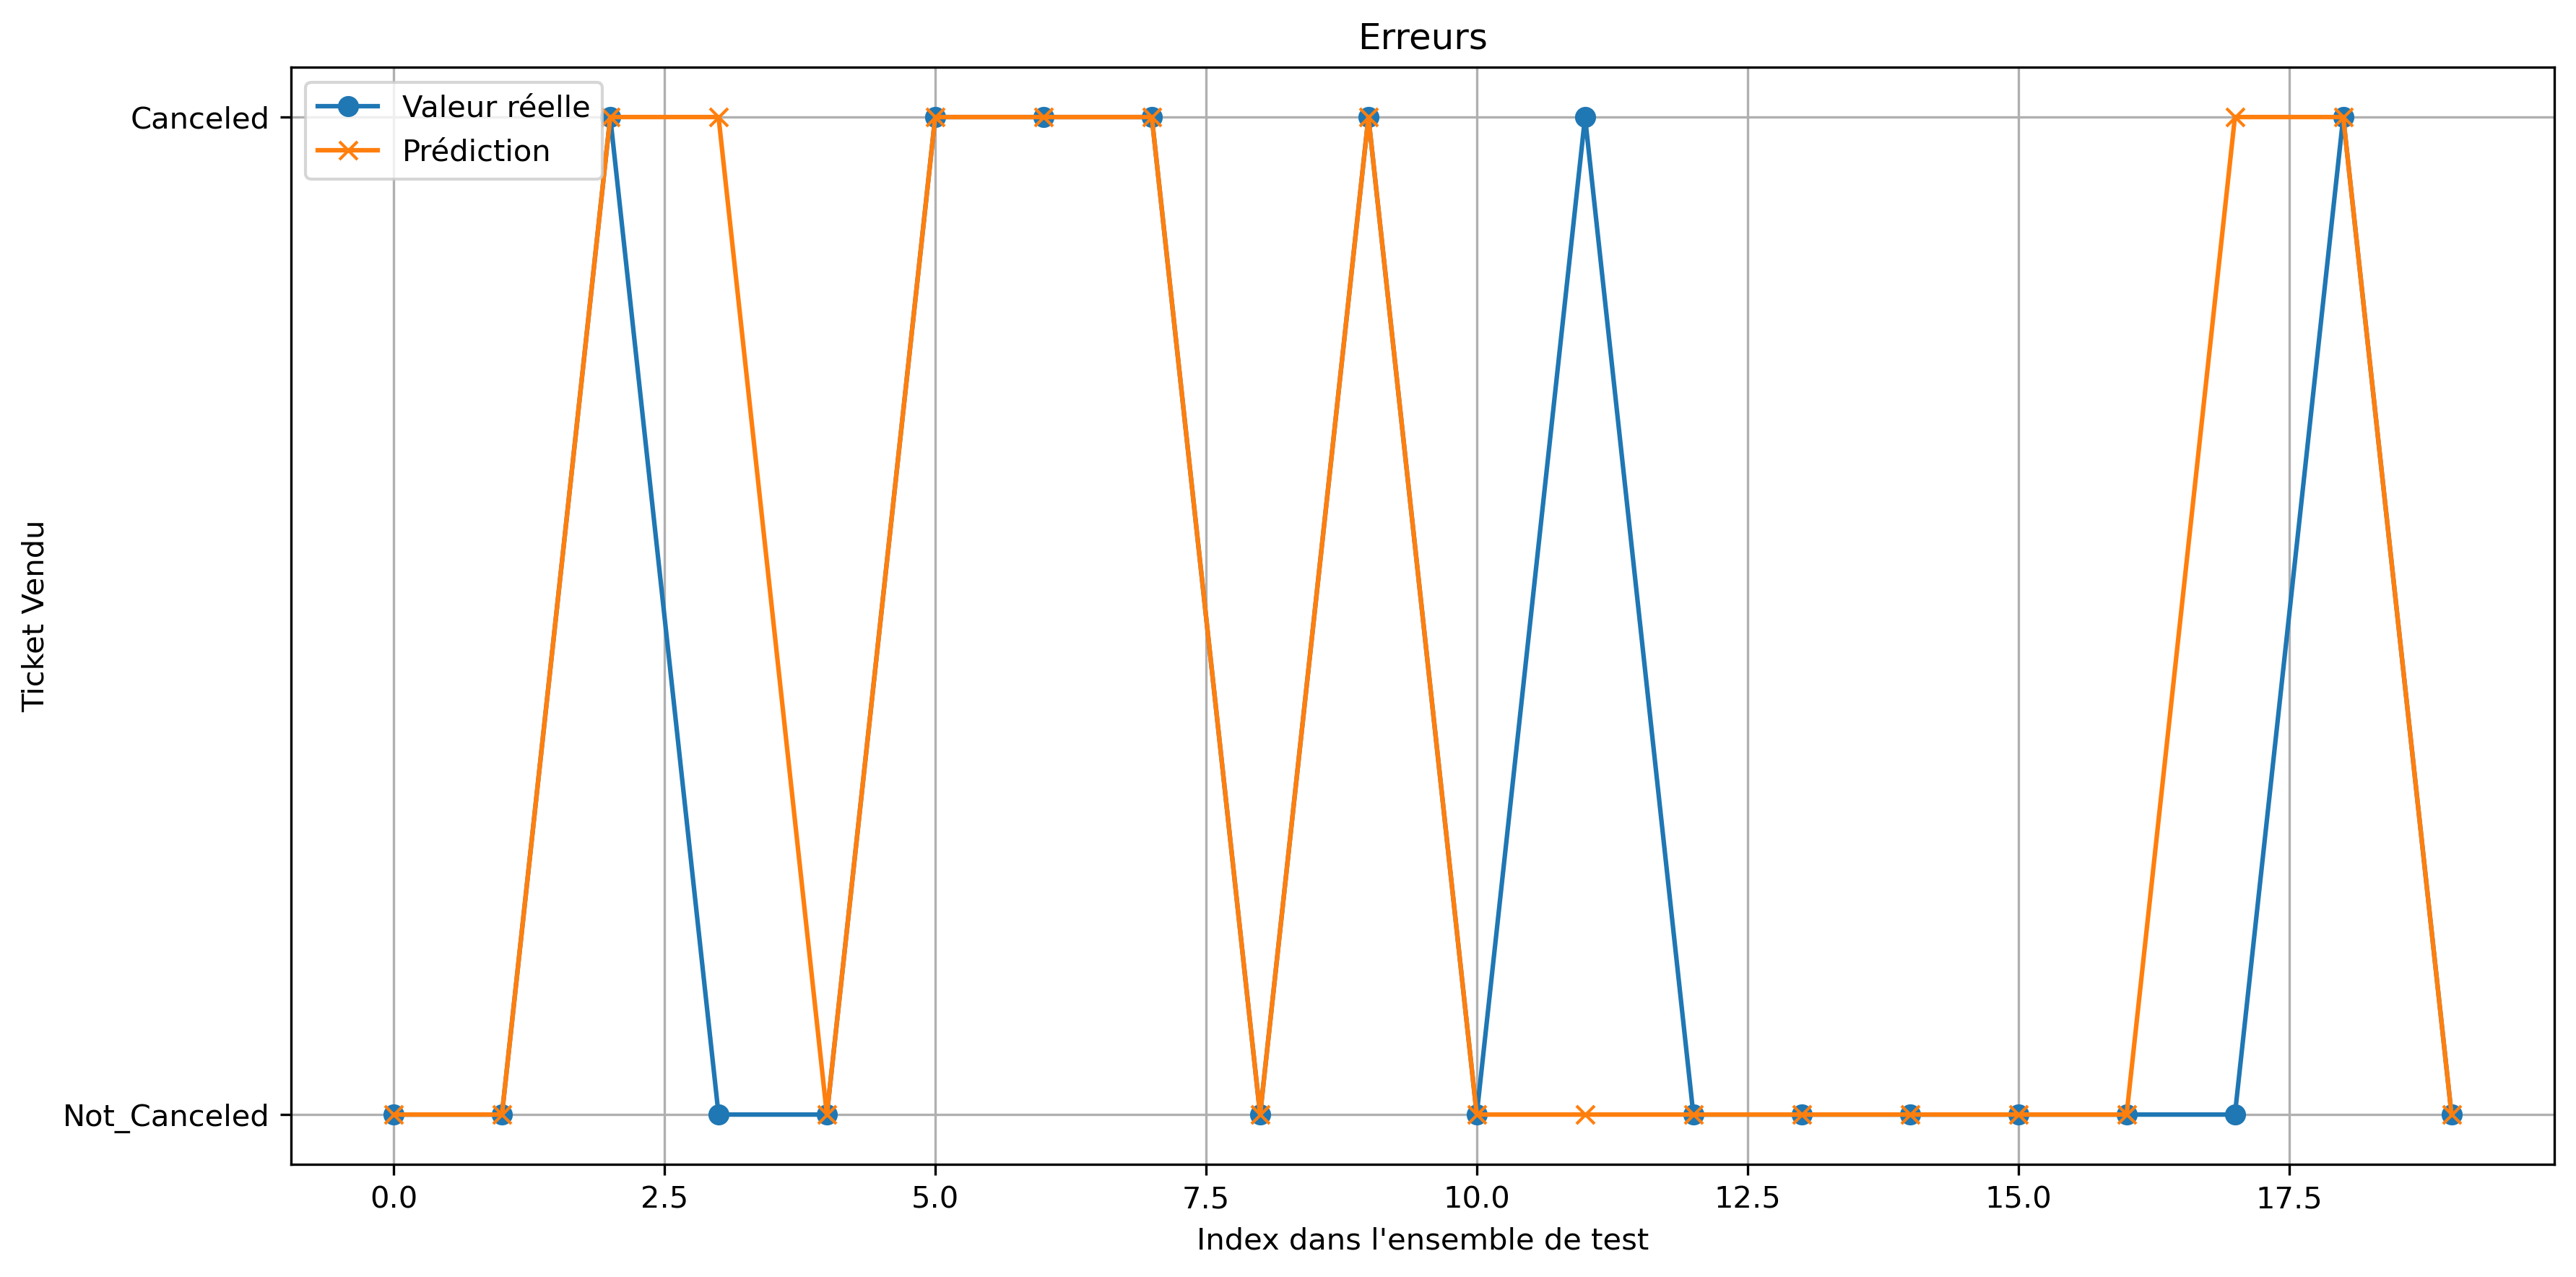 Erreurs
Valeur réelle
Prédiction
Canceled
Not_Canceled
Ticket Vendu
0.0 2.5 5.0 7.5 10.0 12.5 15.0 17.5
Index dans l'ensemble de test